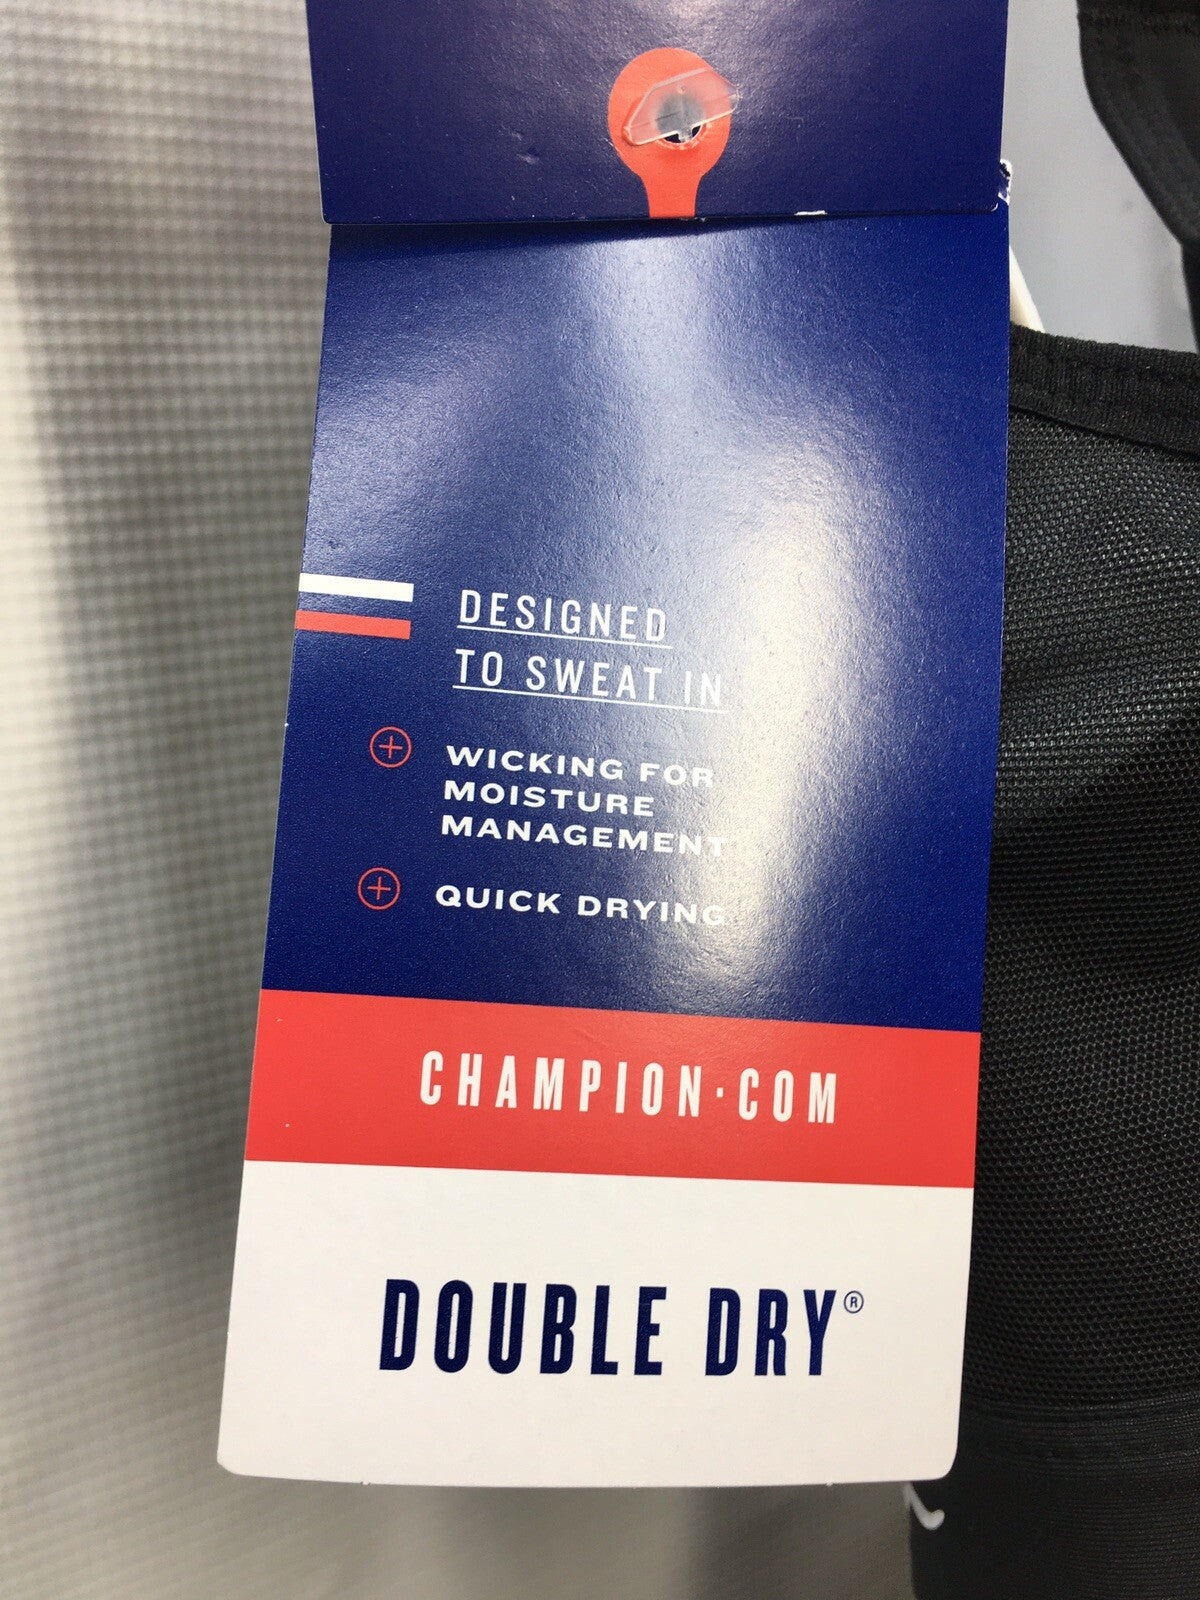 DESIGNED
TO SWEAT IN
WICKING FOR
MOISTURE
MANAGEMENT
QUICK DRYING
CHAMPION·COM
DOUBLE DRY®